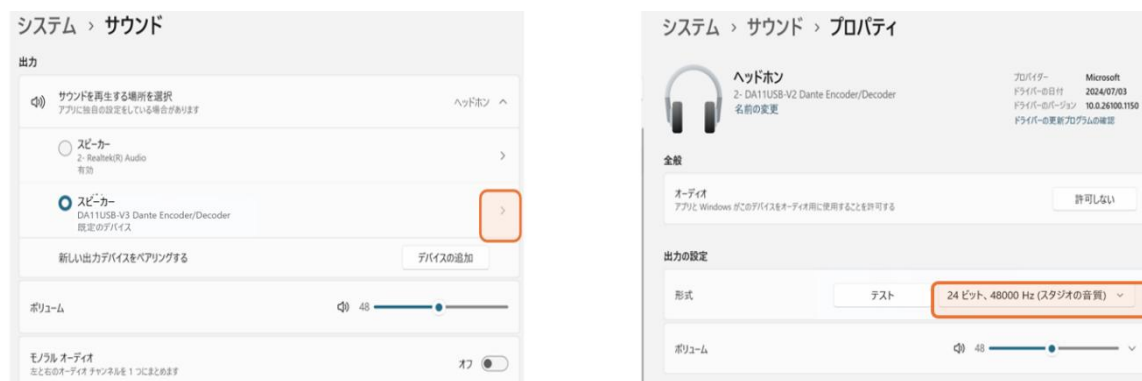 システム › サウンド
出力
サウンドを再生する場所を選択
アプリに独自の設定をしている場合があります
ヘッドホン
スピーカー
2- Realtek(R) Audio
有効
スピーカー
DA11USB-V3 Dante Encoder/Decoder
既定のデバイス
新しい出力デバイスをペアリングする
デバイスの追加
ボリューム
48
モノラル オーディオ
左と右のオーディオ チャンネルを 1 つにまとめます
オフ
システム › サウンド › プロパティ
ヘッドホン
2- DA11USB-V2 Dante Encoder/Decoder
名前の変更
プロバイダー Microsoft
ドライバーの日付 2024/07/03
ドライバーのバージョン 10.0.26100.1150
ドライバーの更新プログラムの確認
全般
オーディオ
アプリと Windows がこのデバイスをオーディオ用に使用することを許可する
許可しない
出力の設定
形式
テスト
24 ビット、48000 Hz (スタジオの音質)
ボリューム
48